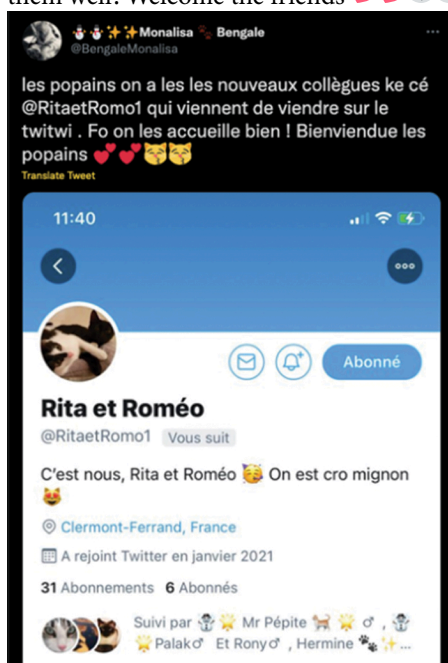 them well! Welcome the friends 💕💕
⛄⛄✨✨Monalisa 🐾 Bengale
@BengaleMonalisa
les popains on a les les nouveaux collègues ke cé
@RitaetRomo1 qui viennent de viendre sur le
twitwi . Fo on les accueille bien ! Bienviendue les
popains 💕💕😽😽
Translate Tweet
11:40
Abonné
Rita et Roméo
@RitaetRomo1 Vous suit
C'est nous, Rita et Roméo 🥳 On est cro mignon
😻
Clermont-Ferrand, France
A rejoint Twitter en janvier 2021
31 Abonnements 6 Abonnés
Suivi par ☃️🌟 Mr Pépite 🐈🌟♂, ☃️
🌟Palak♂ Et Rony♂ , Hermine 🐾✨...